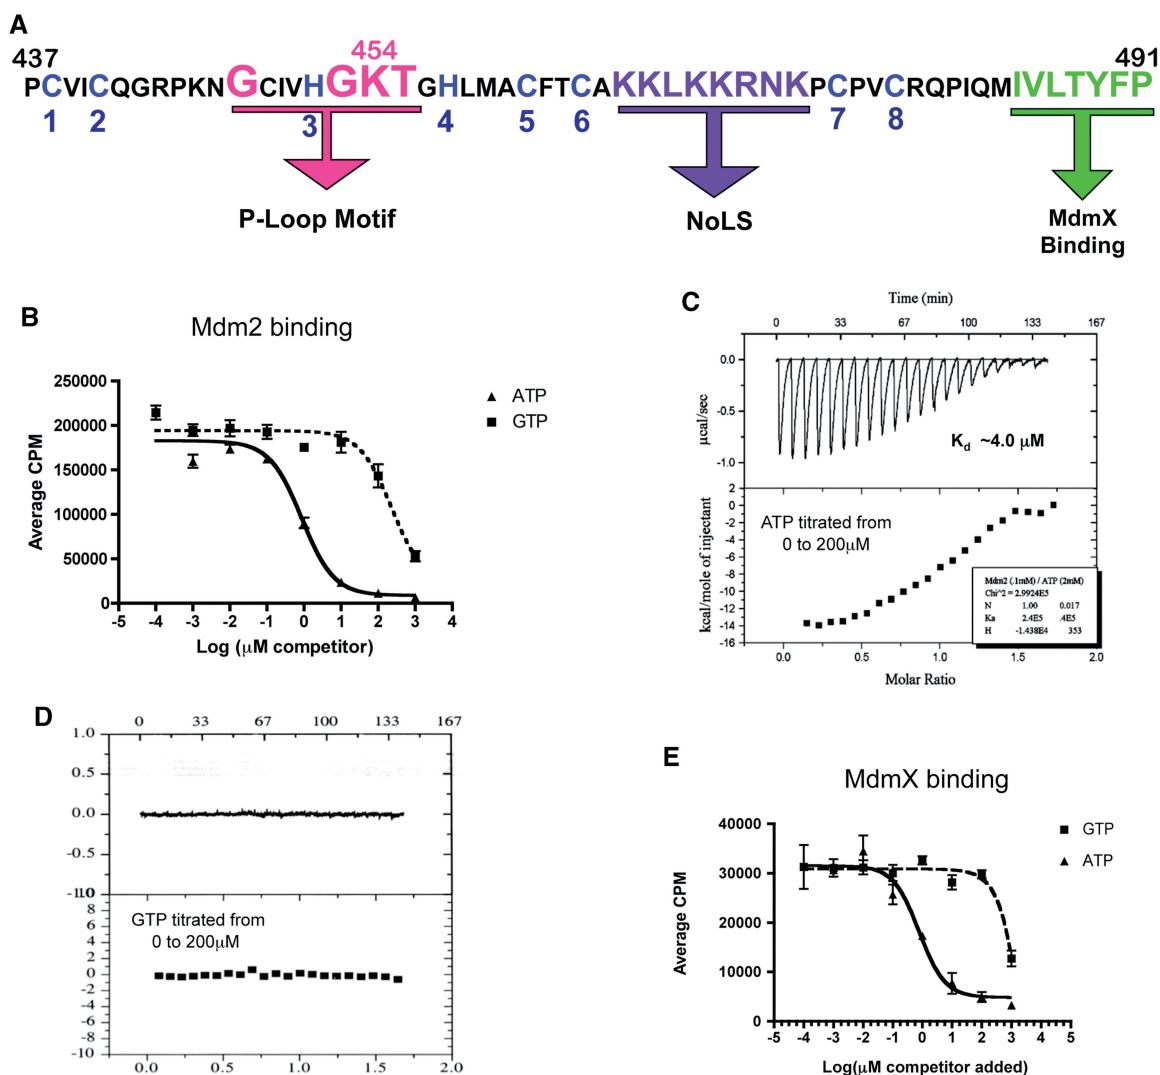 A
437 454 491
PCVICQGRPKNGCIVHGKTGHLMACFTCAKKLKKRNKPCPVCRQPIQMIVLTYFP
1 2 3 4 5 6 7 8
P-Loop Motif
NoLS
MdmX
Binding
B
Mdm2 binding
Average CPM
250000
200000
150000
100000
50000
0
-5 -4 -3 -2 -1 0 1 2 3 4
Log (μM competitor)
ATP
GTP
C
Time (min)
0 33 67 100 133 167
μcal/sec
0.0
-0.5
-1.0
Kd ~4.0 μM
kcal/mole of injectant
2
0
-2
-4
-6
-8
-10
-12
-14
-16
ATP titrated from
0 to 200μM
Mdm2 (.1mM) / ATP (2mM)
Chi^2 = 2.9924E5
N 1.00 0.017
Ka 2.4E5 .4E5
H -1.438E4 353
0.0 0.5 1.0 1.5 2.0
Molar Ratio
D
0 33 67 100 133 167
1.0
0.5
0.0
-0.5
8
6
4
2
0
-2
-4
-6
-8
-10
GTP titrated from
0 to 200μM
0.0 0.5 1.0 1.5 2.0
E
MdmX binding
Average CPM
40000
30000
20000
10000
0
-5 -4 -3 -2 -1 0 1 2 3 4 5
Log(μM competitor added)
GTP
ATP